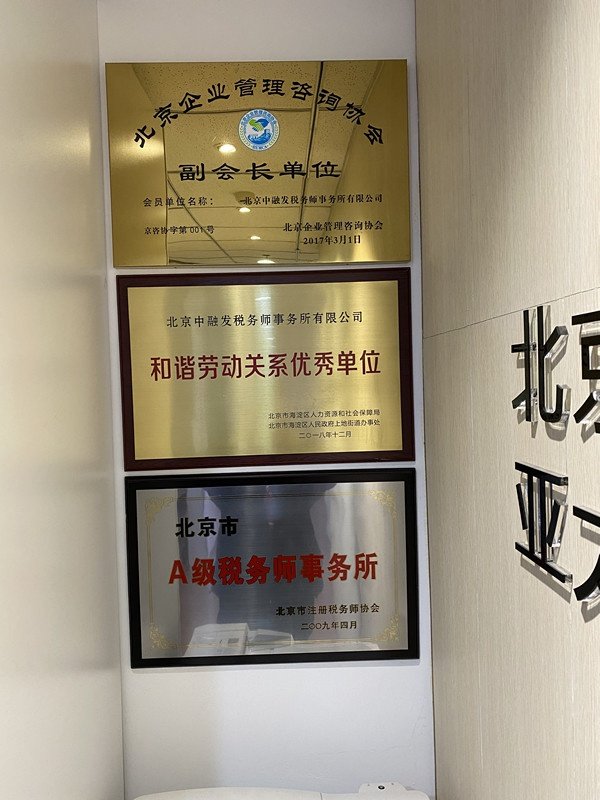 北京企业管理咨询协会
副会长单位
会员单位名称： 北京中融发税务师事务所有限公司
京咨协字第 001 号
北京企业管理咨询协会
2017年3月1日
北京中融发税务师事务所有限公司
和谐劳动关系优秀单位
北京市海淀区人力资源和社会保障局
北京市海淀区人民政府上地街道办事处
二〇一八年十二月
北京市
A级税务师事务所
北京市注册税务师协会
二〇〇九年四月
北京
亚